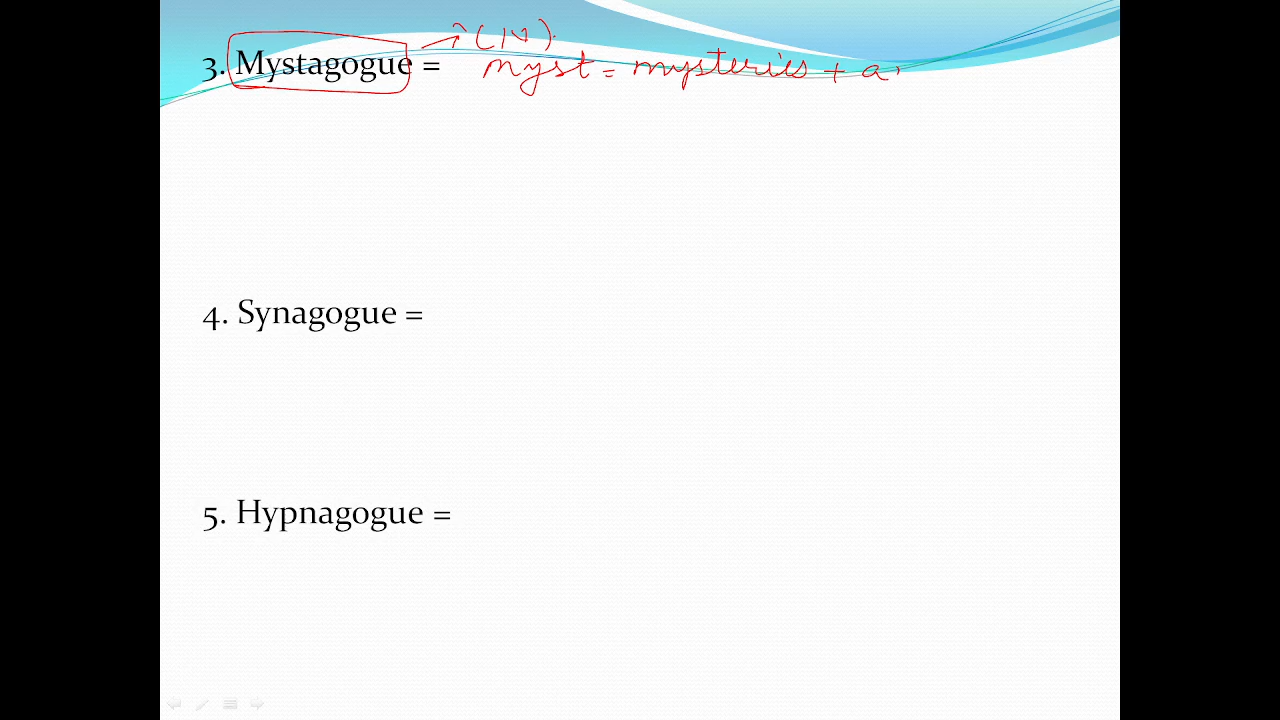 (N)
3. Mystagogue = myst = mysteries + a
4. Synagogue =
5. Hypnagogue =